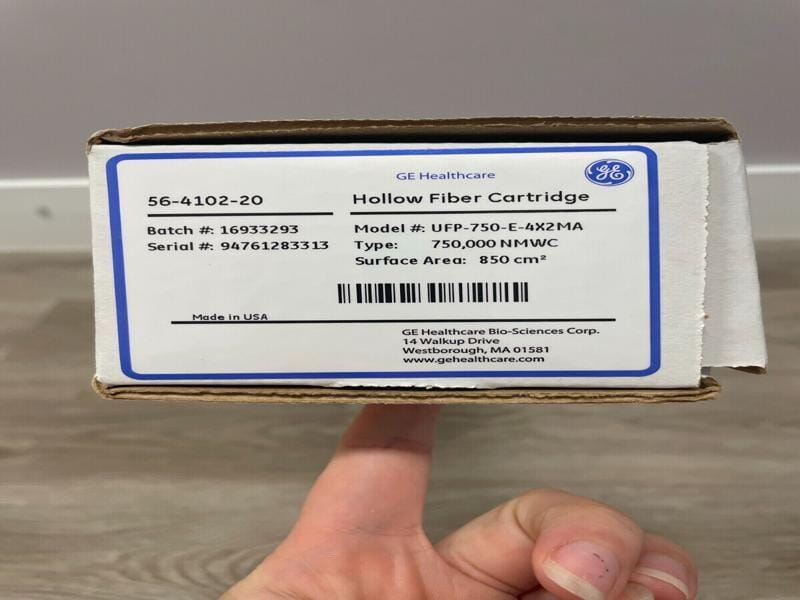 GE Healthcare
GE
56-4102-20
Hollow Fiber Cartridge
Batch #: 16933293
Serial #: 94761283313
Model #: UFP-750-E-4X2MA
Type: 750,000 NMWC
Surface Area: 850 cm²
Made in USA
GE Healthcare Bio-Sciences Corp.
14 Walkup Drive
Westborough, MA 01581
www.gehealthcare.com